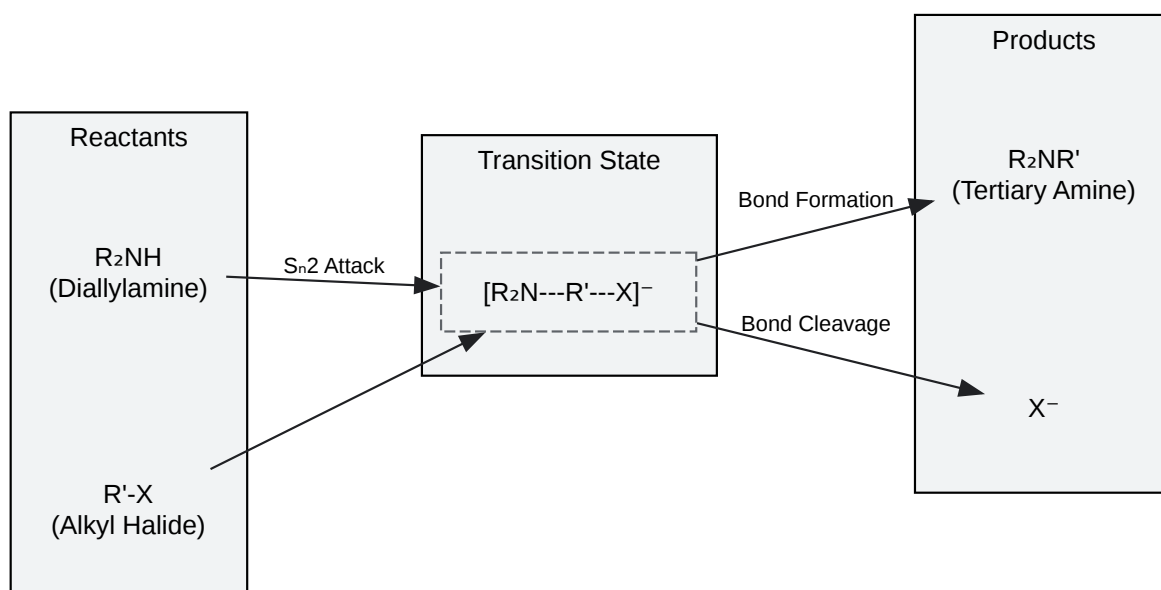 Reactants
R₂NH
(Diallylamine)
R'-X
(Alkyl Halide)
Sₙ2 Attack
Transition State
[R₂N---R'---X]⁻
Bond Formation
Bond Cleavage
Products
R₂NR'
(Tertiary Amine)
X⁻